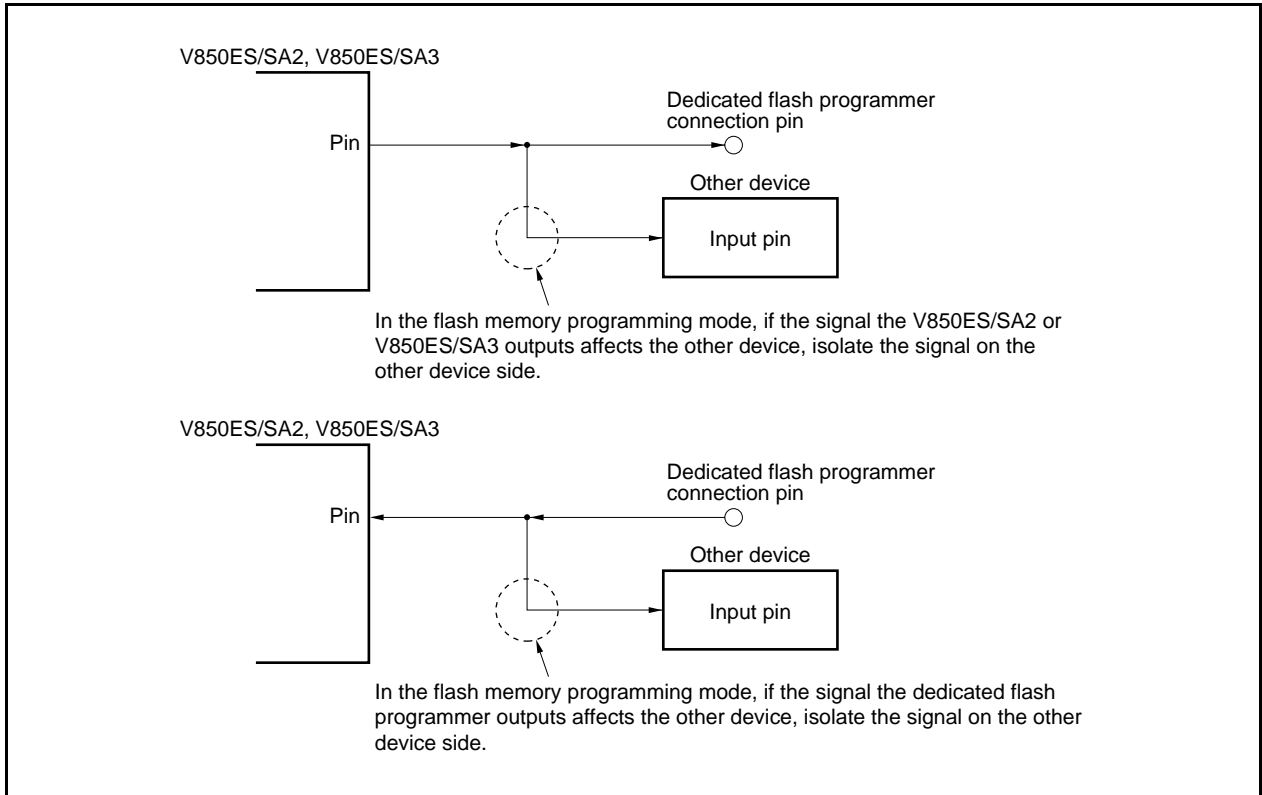 V850ES/SA2, V850ES/SA3
Dedicated flash programmer
connection pin
Pin
Other device
Input pin
In the flash memory programming mode, if the signal the V850ES/SA2 or
V850ES/SA3 outputs affects the other device, isolate the signal on the
other device side.
V850ES/SA2, V850ES/SA3
Dedicated flash programmer
connection pin
Pin
Other device
Input pin
In the flash memory programming mode, if the signal the dedicated flash
programmer outputs affects the other device, isolate the signal on the other
device side.